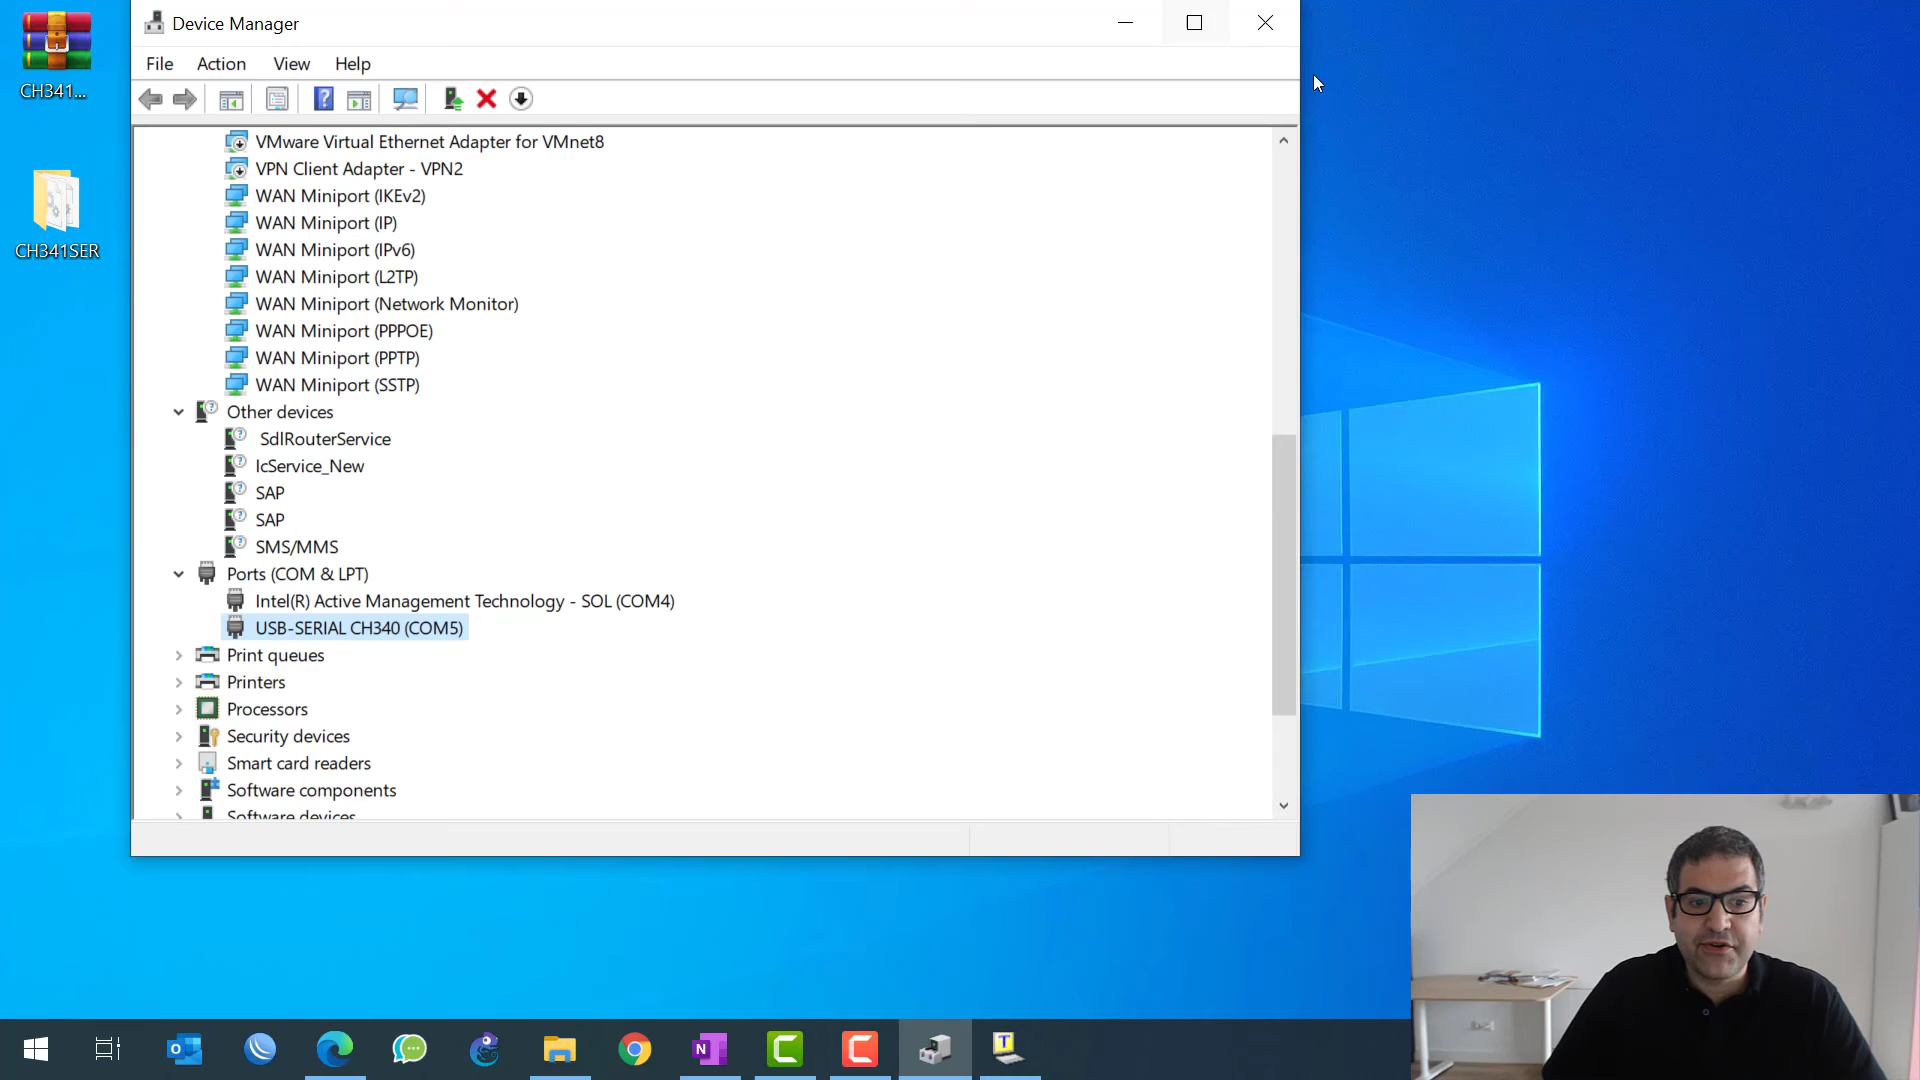 CH341...
CH341SER
Device Manager
File Action View Help
VMware Virtual Ethernet Adapter for VMnet8
VPN Client Adapter - VPN2
WAN Miniport (IKEv2)
WAN Miniport (IP)
WAN Miniport (IPv6)
WAN Miniport (L2TP)
WAN Miniport (Network Monitor)
WAN Miniport (PPPOE)
WAN Miniport (PPTP)
WAN Miniport (SSTP)
Other devices
SdlRouterService
IcService_New
SAP
SAP
SMS/MMS
Ports (COM & LPT)
Intel(R) Active Management Technology - SOL (COM4)
USB-SERIAL CH340 (COM5)
Print queues
Printers
Processors
Security devices
Smart card readers
Software components
Software devices